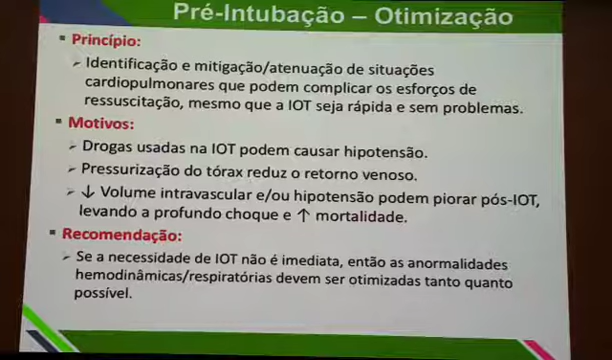 Pré-Intubação – Otimização
Princípio:
Identificação e mitigação/atenuação de situações
cardiopulmonares que podem complicar os esforços de
ressuscitação, mesmo que a IOT seja rápida e sem problemas.
Motivos:
Drogas usadas na IOT podem causar hipotensão.
Pressurização do tórax reduz o retorno venoso.
↓ Volume intravascular e/ou hipotensão podem piorar pós-IOT,
levando a profundo choque e ↑ mortalidade.
Recomendação:
Se a necessidade de IOT não é imediata, então as anormalidades
hemodinâmicas/respiratórias devem ser otimizadas tanto quanto
possível.